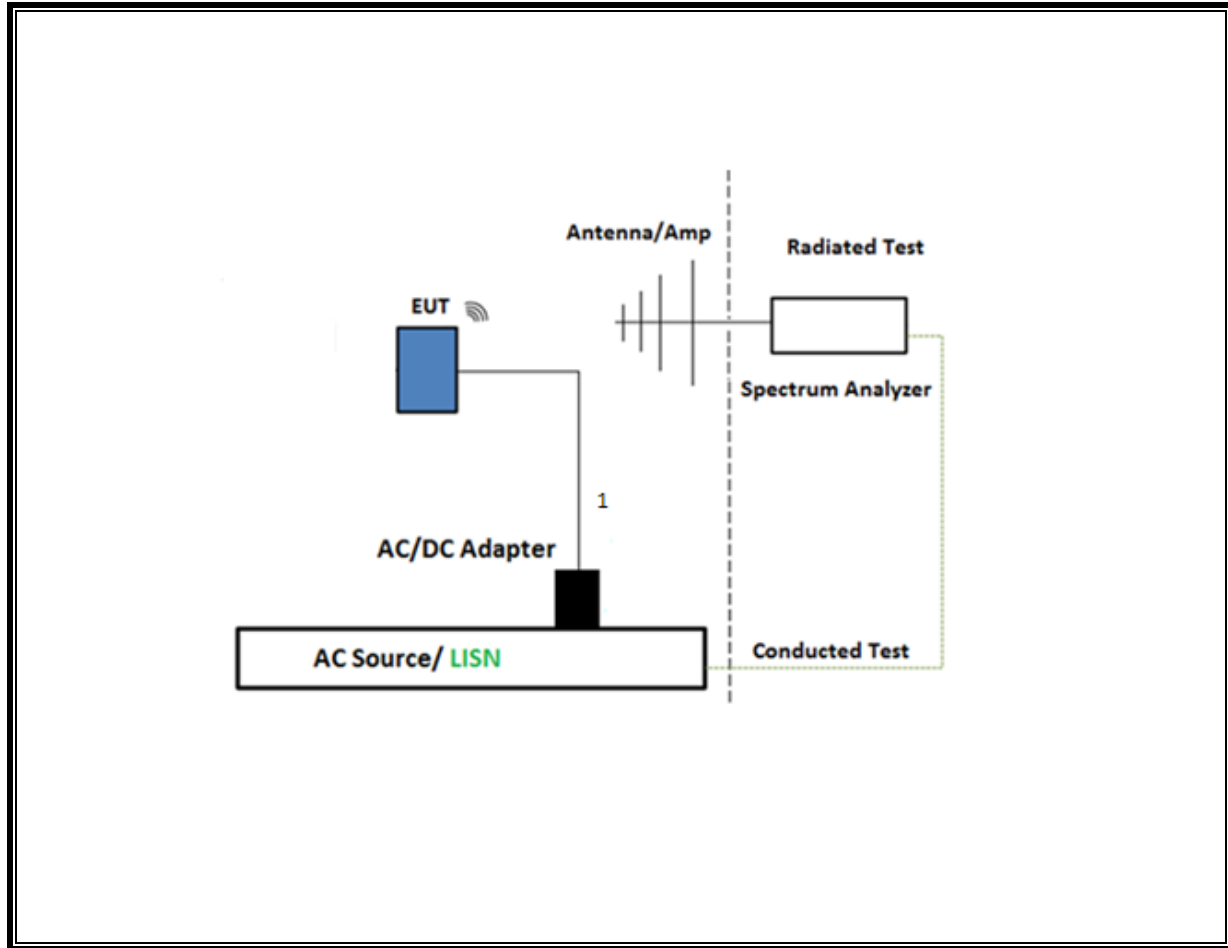 Antenna/Amp
Radiated Test
EUT
Spectrum Analyzer
1
AC/DC Adapter
AC Source/ LISN
Conducted Test